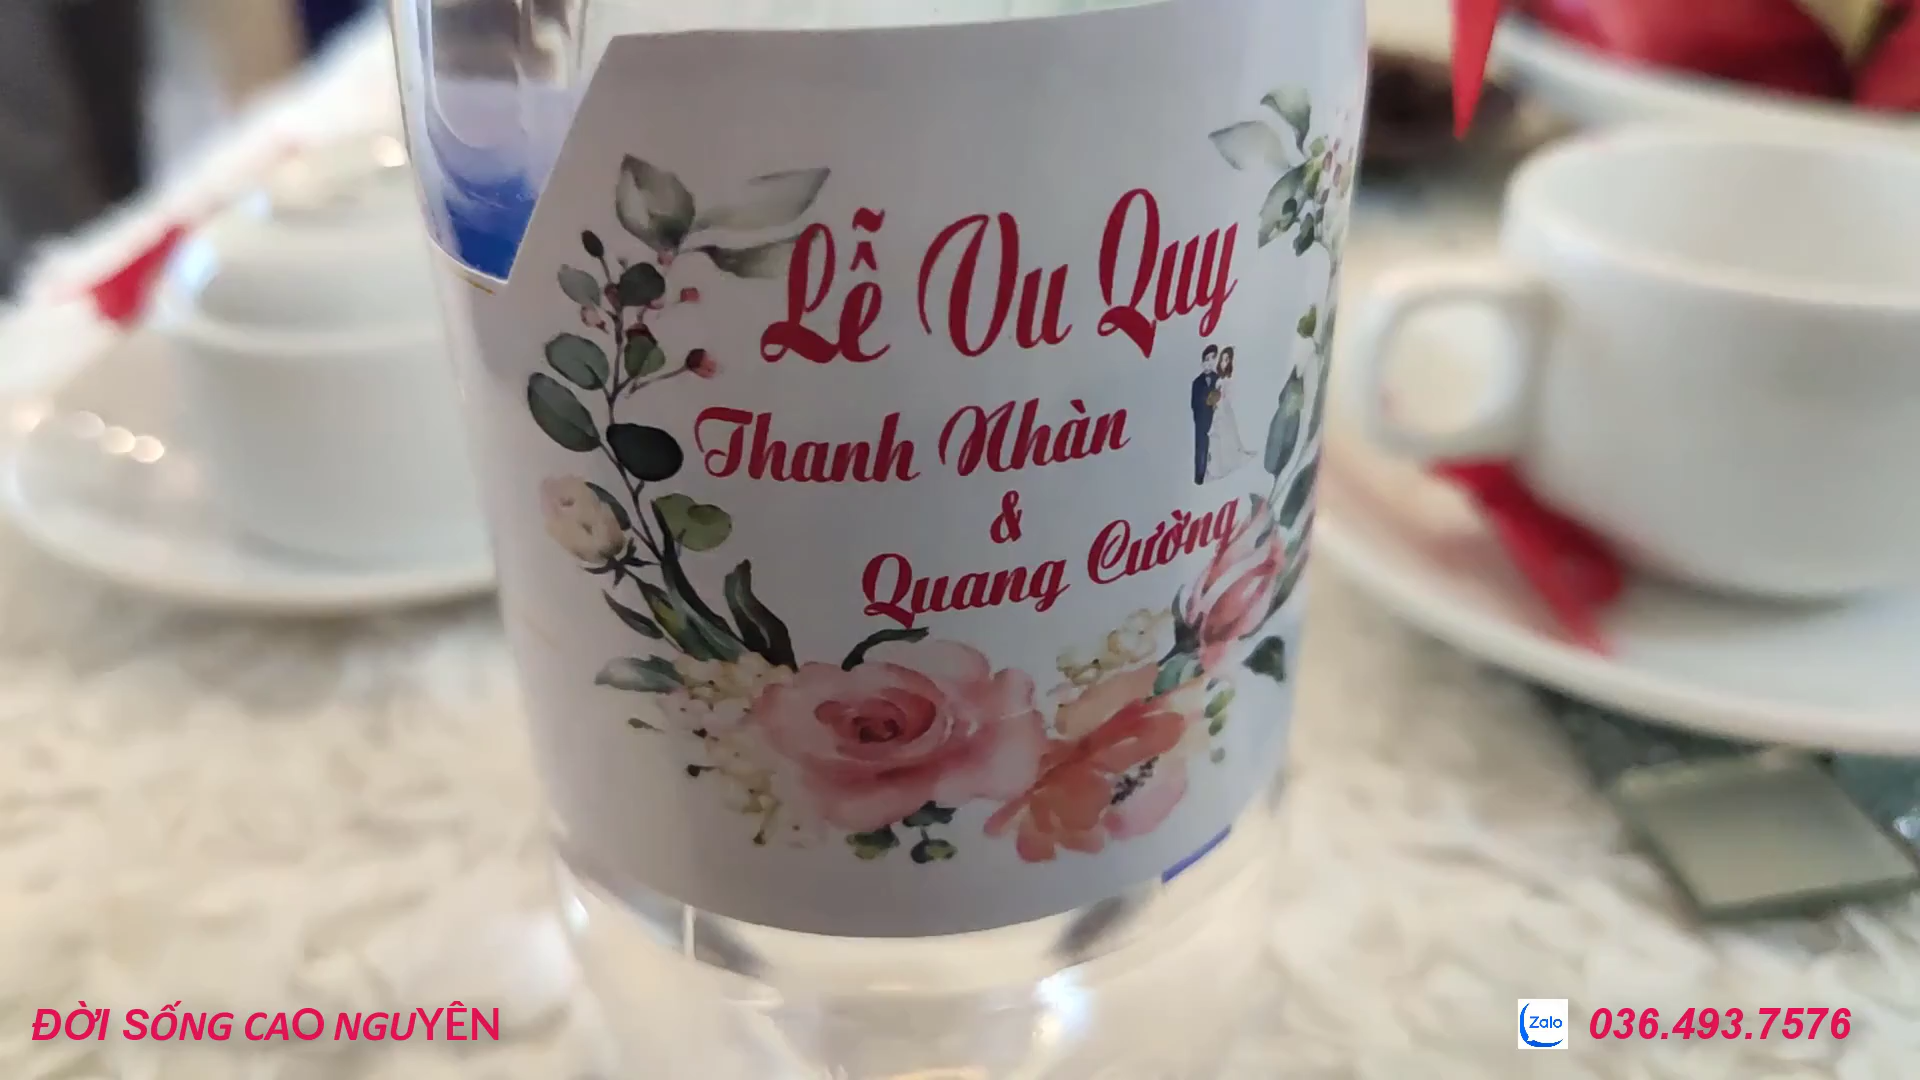 Lễ Vu Quy
Thanh Nhàn
&
Quang Cường
ĐỜI SỐNG CAO NGUYÊN
Zalo 036.493.7576